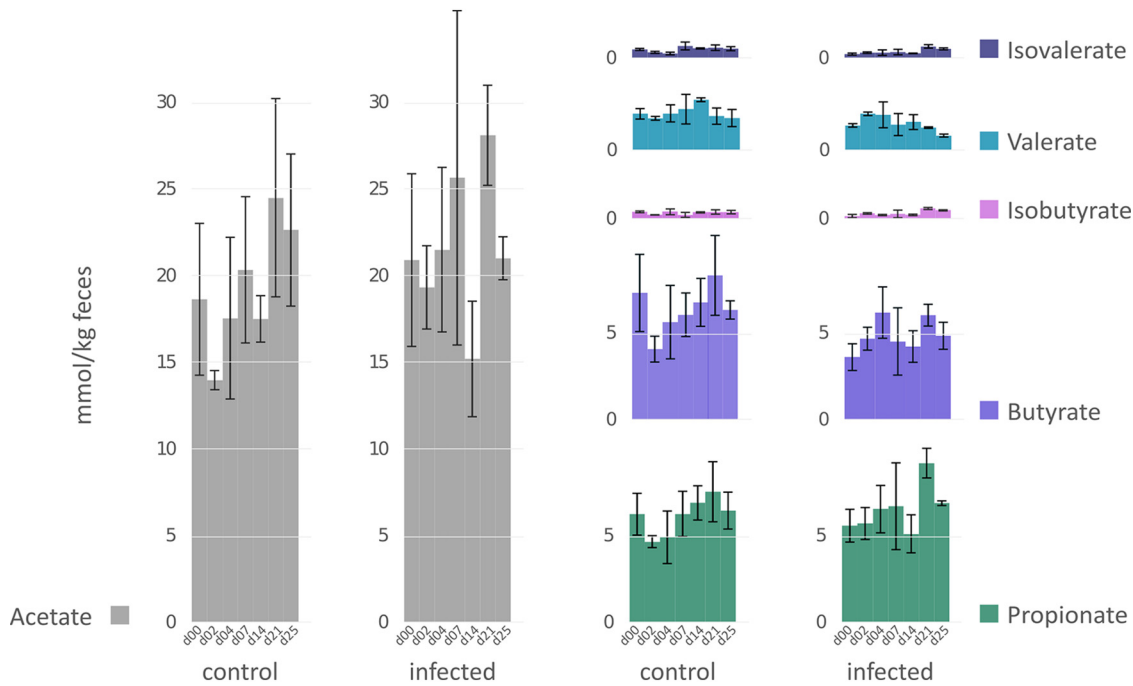 mmol/kg feces
30
25
20
15
10
5
0
Acetate
d00 d02 d04 d07 d14 d21 d25
control
30
25
20
15
10
5
0
d00 d02 d04 d07 d14 d21 d25
infected
0
0
Isovalerate
0
0
Valerate
0
0
Isobutyrate
5
0
5
0
Butyrate
5
0
5
0
Propionate
d00 d02 d04 d07 d14 d21 d25
control
d00 d02 d04 d07 d14 d21 d25
infected